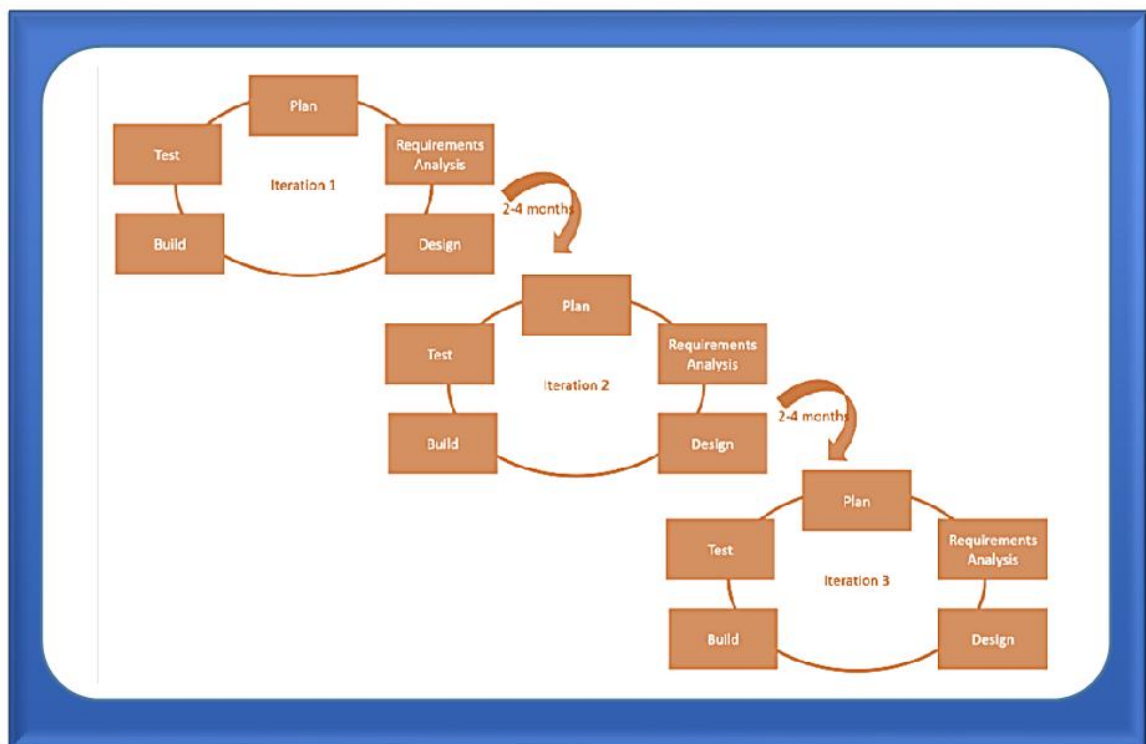 Plan
Test
Requirements
Analysis
Iteration 1
Build
Design
2-4 months
Plan
Test
Requirements
Analysis
Iteration 2
Build
Design
2-4 months
Plan
Test
Requirements
Analysis
Iteration 3
Build
Design